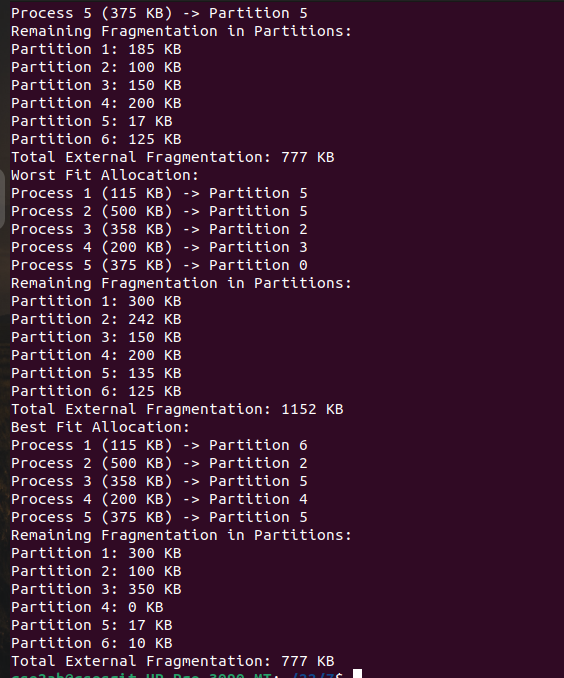 Process 5 (375 KB) -> Partition 5
Remaining Fragmentation in Partitions:
Partition 1: 185 KB
Partition 2: 100 KB
Partition 3: 150 KB
Partition 4: 200 KB
Partition 5: 17 KB
Partition 6: 125 KB
Total External Fragmentation: 777 KB
Worst Fit Allocation:
Process 1 (115 KB) -> Partition 5
Process 2 (500 KB) -> Partition 5
Process 3 (358 KB) -> Partition 2
Process 4 (200 KB) -> Partition 3
Process 5 (375 KB) -> Partition 0
Remaining Fragmentation in Partitions:
Partition 1: 300 KB
Partition 2: 242 KB
Partition 3: 150 KB
Partition 4: 200 KB
Partition 5: 135 KB
Partition 6: 125 KB
Total External Fragmentation: 1152 KB
Best Fit Allocation:
Process 1 (115 KB) -> Partition 6
Process 2 (500 KB) -> Partition 2
Process 3 (358 KB) -> Partition 5
Process 4 (200 KB) -> Partition 4
Process 5 (375 KB) -> Partition 5
Remaining Fragmentation in Partitions:
Partition 1: 300 KB
Partition 2: 100 KB
Partition 3: 350 KB
Partition 4: 0 KB
Partition 5: 17 KB
Partition 6: 10 KB
Total External Fragmentation: 777 KB